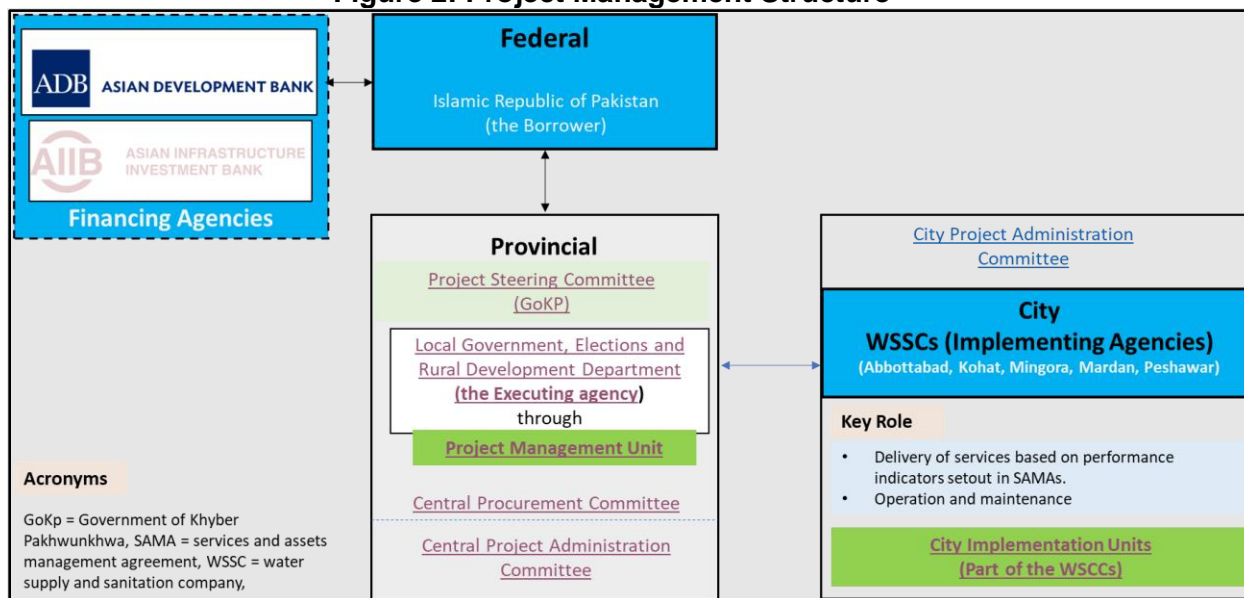 Figure 2: Project Management Structure
ADB ASIAN DEVELOPMENT BANK
AIIB ASIAN INFRASTRUCTURE
INVESTMENT BANK
Financing Agencies
Federal
Islamic Republic of Pakistan
(the Borrower)
Provincial
Project Steering Committee
(GoKP)
Local Government, Elections and
Rural Development Department
(the Executing agency)
through
Project Management Unit
Central Procurement Committee
Central Project Administration
Committee
City Project Administration
Committee
City
WSSCs (Implementing Agencies)
(Abbottabad, Kohat, Mingora, Mardan, Peshawar)
Key Role
• Delivery of services based on performance
indicators setout in SAMAs.
• Operation and maintenance
City Implementation Units
(Part of the WSCCs)
Acronyms
GoKp = Government of Khyber
Pakhwunkhwa, SAMA = services and assets
management agreement, WSSC = water
supply and sanitation company,